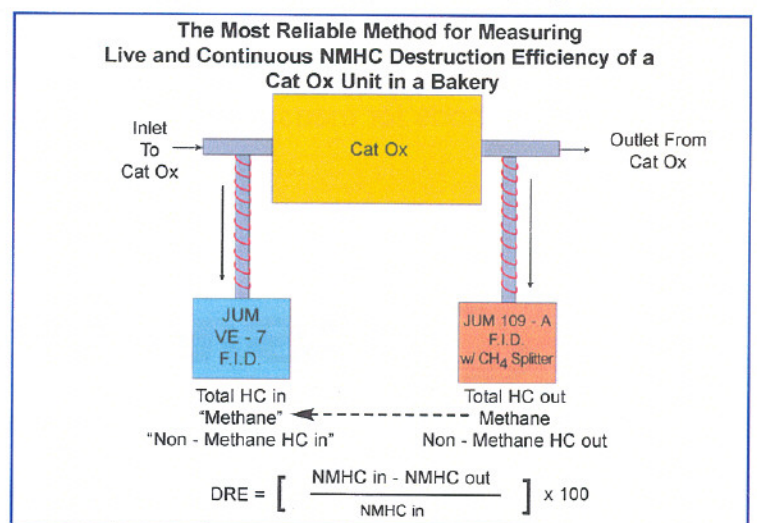 The Most Reliable Method for Measuring
Live and Continuous NMHC Destruction Efficiency of a
Cat Ox Unit in a Bakery
Inlet
To
Cat Ox
Cat Ox
Outlet From
Cat Ox
JUM
VE - 7
F.I.D.
JUM 109 - A
F.I.D.
w/ CH₄ Splitter
Total HC in
"Methane"
"Non - Methane HC in"
Total HC out
Methane
Non - Methane HC out
DRE = [ NMHC in - NMHC out
NMHC in
] x 100